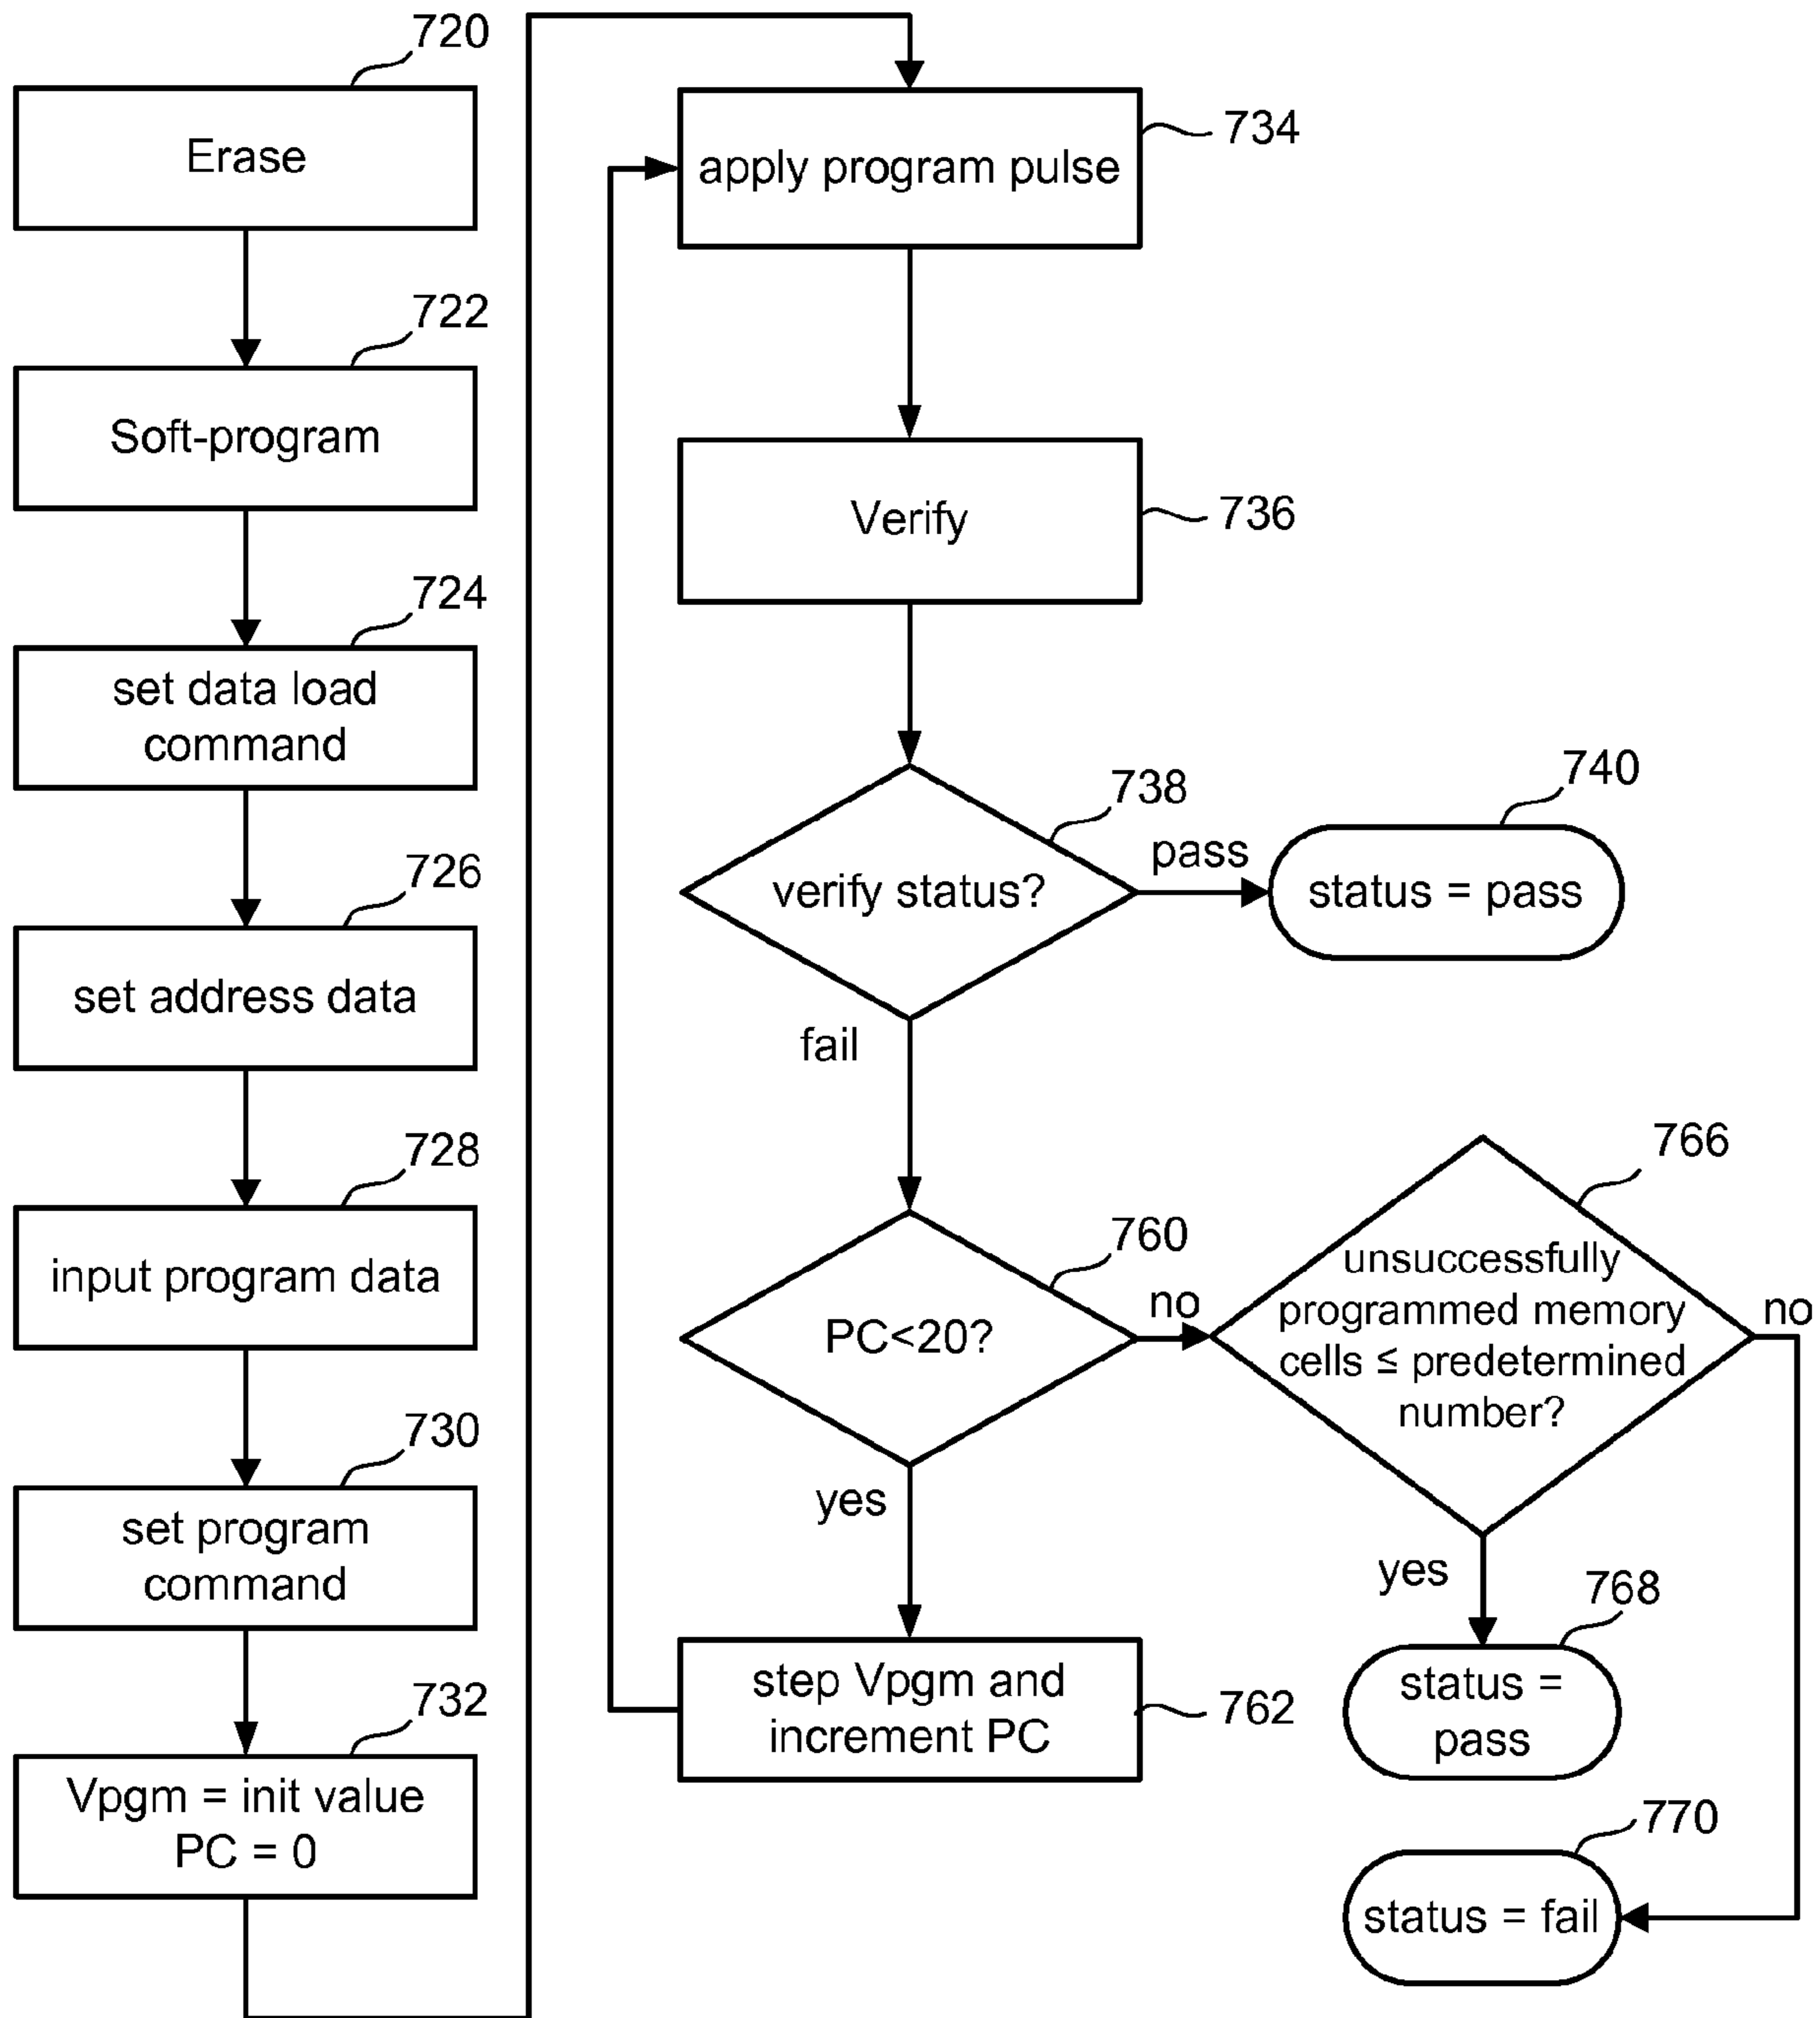 720
Erase
722
Soft-program
724
set data load
command
726
set address data
728
input program data
730
set program
command
732
Vpgm = init value
PC = 0
734
apply program pulse
736
Verify
738
verify status?
pass
740
status = pass
fail
760
PC<20?
no
766
unsuccessfully
programmed memory
cells ≤ predetermined
number?
no
yes
762
step Vpgm and
increment PC
yes
768
status =
pass
770
status = fail